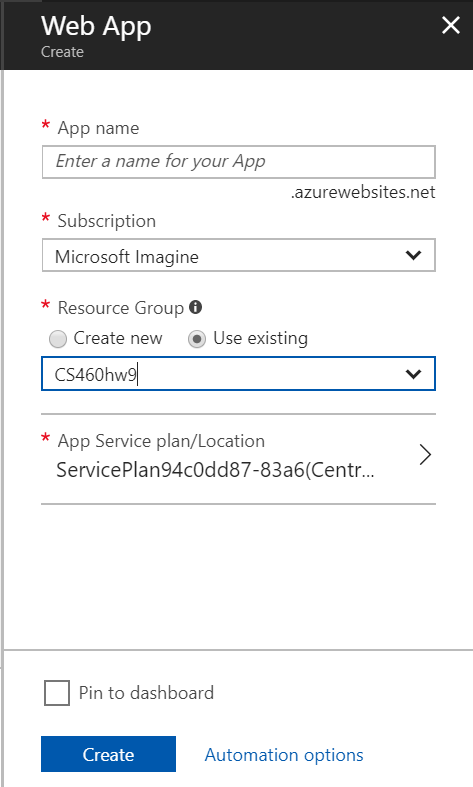 Web App
Create
* App name
Enter a name for your App
.azurewebsites.net
* Subscription
Microsoft Imagine
* Resource Group
Create new Use existing
CS460hw9
* App Service plan/Location
ServicePlan94c0dd87-83a6(Centr...
Pin to dashboard
Create Automation options